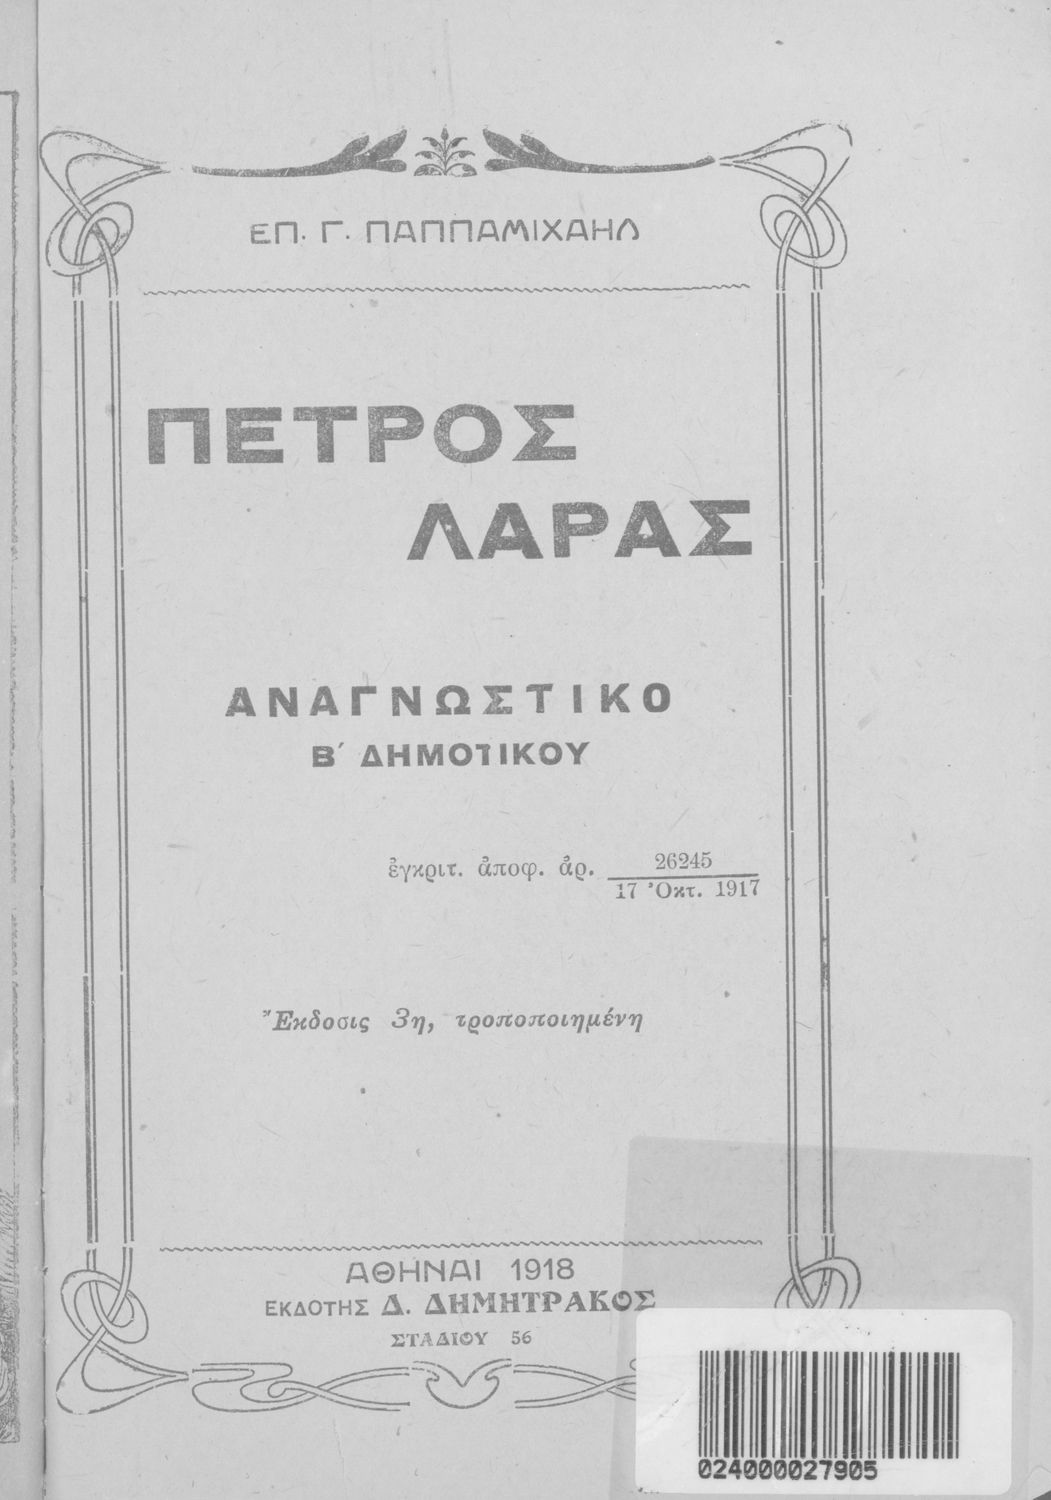 ΕΠ. Γ. ΠΑΠΠΑΜΙΧΑΗΛ
ΠΕΤΡΟΣ
ΛΑΡΑΣ
ΑΝΑΓΝΩΣΤΙΚΟ
Β΄ ΔΗΜΟΤΙΚΟΥ
ἐγκριτ. ἀποφ. ἀρ. 26245
17 Ὀκτ. 1917
Ἔκδοσις 3η, τροποποιημένη
ΑΘΗΝΑΙ 1918
ΕΚΔΟΤΗΣ Δ. ΔΗΜΗΤΡΑΚΟΣ
ΣΤΑΔΙΟΥ 56
024000027905